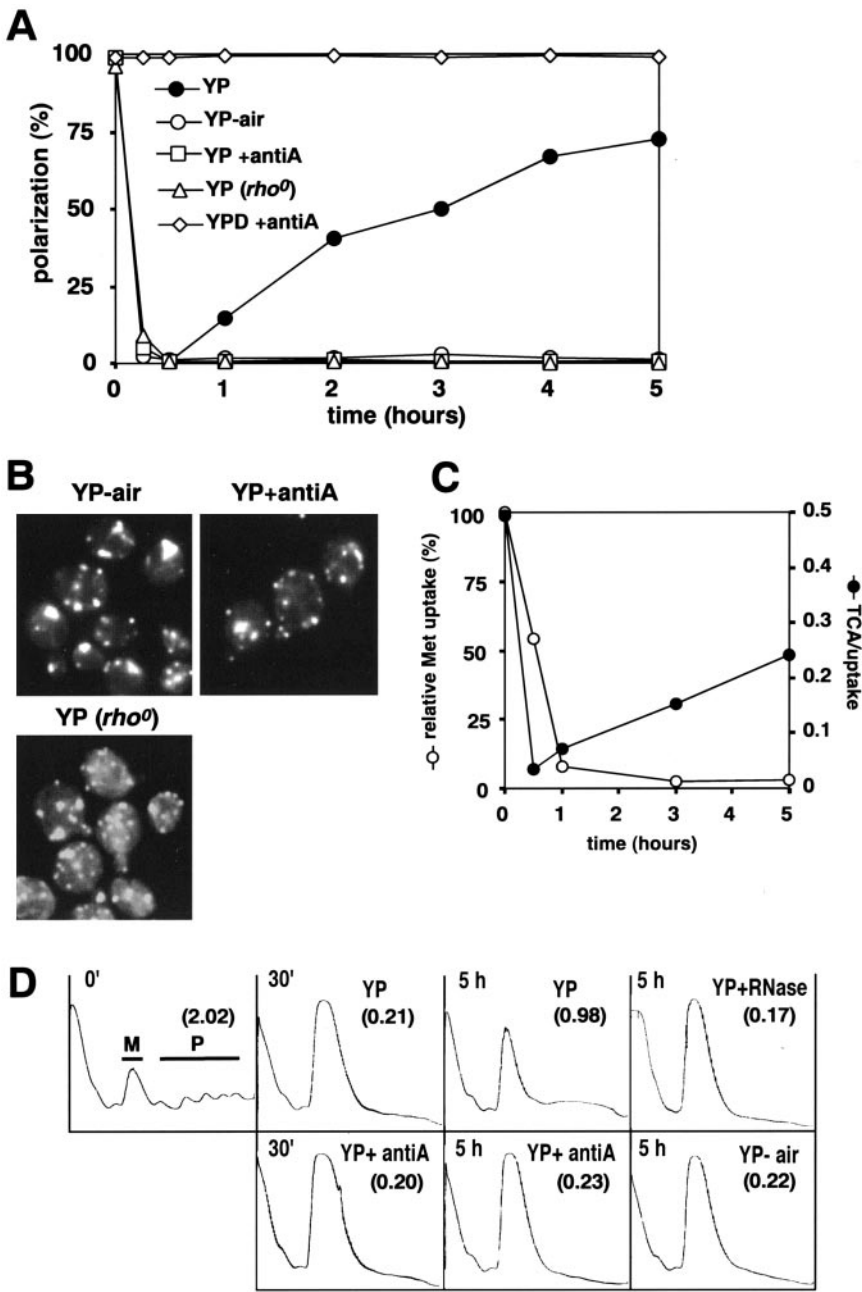 A
100
75
50
25
0
polarization (%)
YP
YP-air
YP +antiA
YP (rho⁰)
YPD +antiA
0 1 2 3 4 5
time (hours)
B
YP-air
YP+antiA
YP (rho⁰)
C
100
75
50
25
0
relative Met uptake (%)
0.5
0.4
0.3
0.2
0.1
0
TCA/uptake
0 1 2 3 4 5
time (hours)
D
0'
(2.02)
M P
30'
YP
(0.21)
5 h
YP
(0.98)
5 h
YP+RNase
(0.17)
30'
YP+ antiA
(0.20)
5 h
YP+ antiA
(0.23)
5 h
YP- air
(0.22)